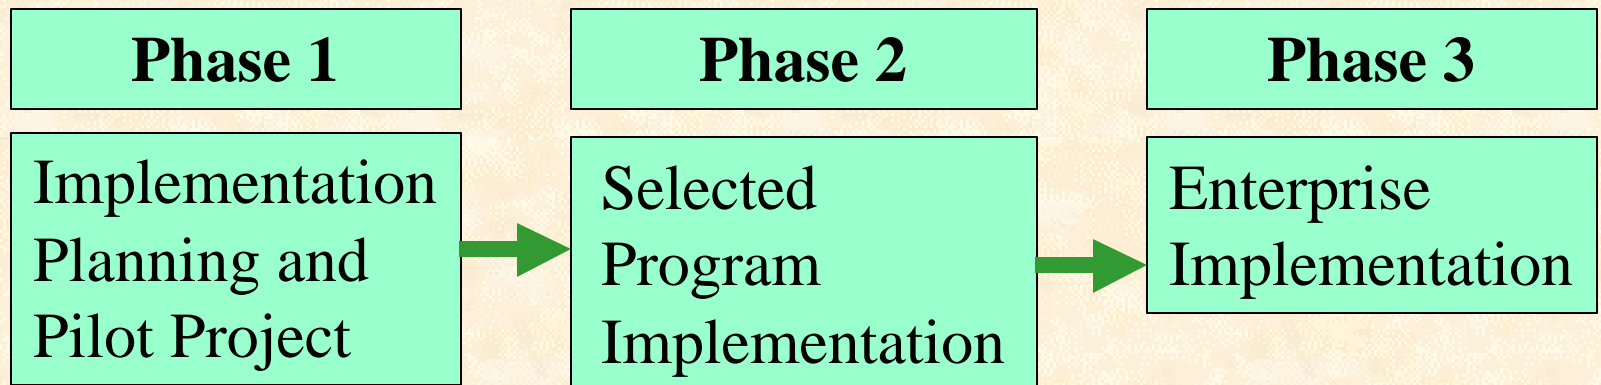 Phase 1
Implementation
Planning and
Pilot Project
Phase 2
Selected
Program
Implementation
Phase 3
Enterprise
Implementation